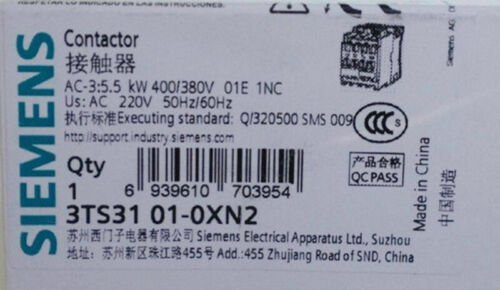 REPLACED IF DAMAGED
Contactor
接触器
AC-3:5.5 kW 400/380V 01E 1NC
Us: AC 220V 50Hz/60Hz
执行标准Executing standard: Q/320500 SMS 009
http://support.industry.siemens.com
SIEMENS
Qty
1
6 939610 703954
CCC
S
产品合格
QC PASS
Made in China
中国制造
3TS31 01-0XN2
苏州西门子电器有限公司 Siemens Electrical Apparatus Ltd., Suzhou
地址: 苏州新区珠江路455号 Add.:455 Zhujiang Road of SND, China